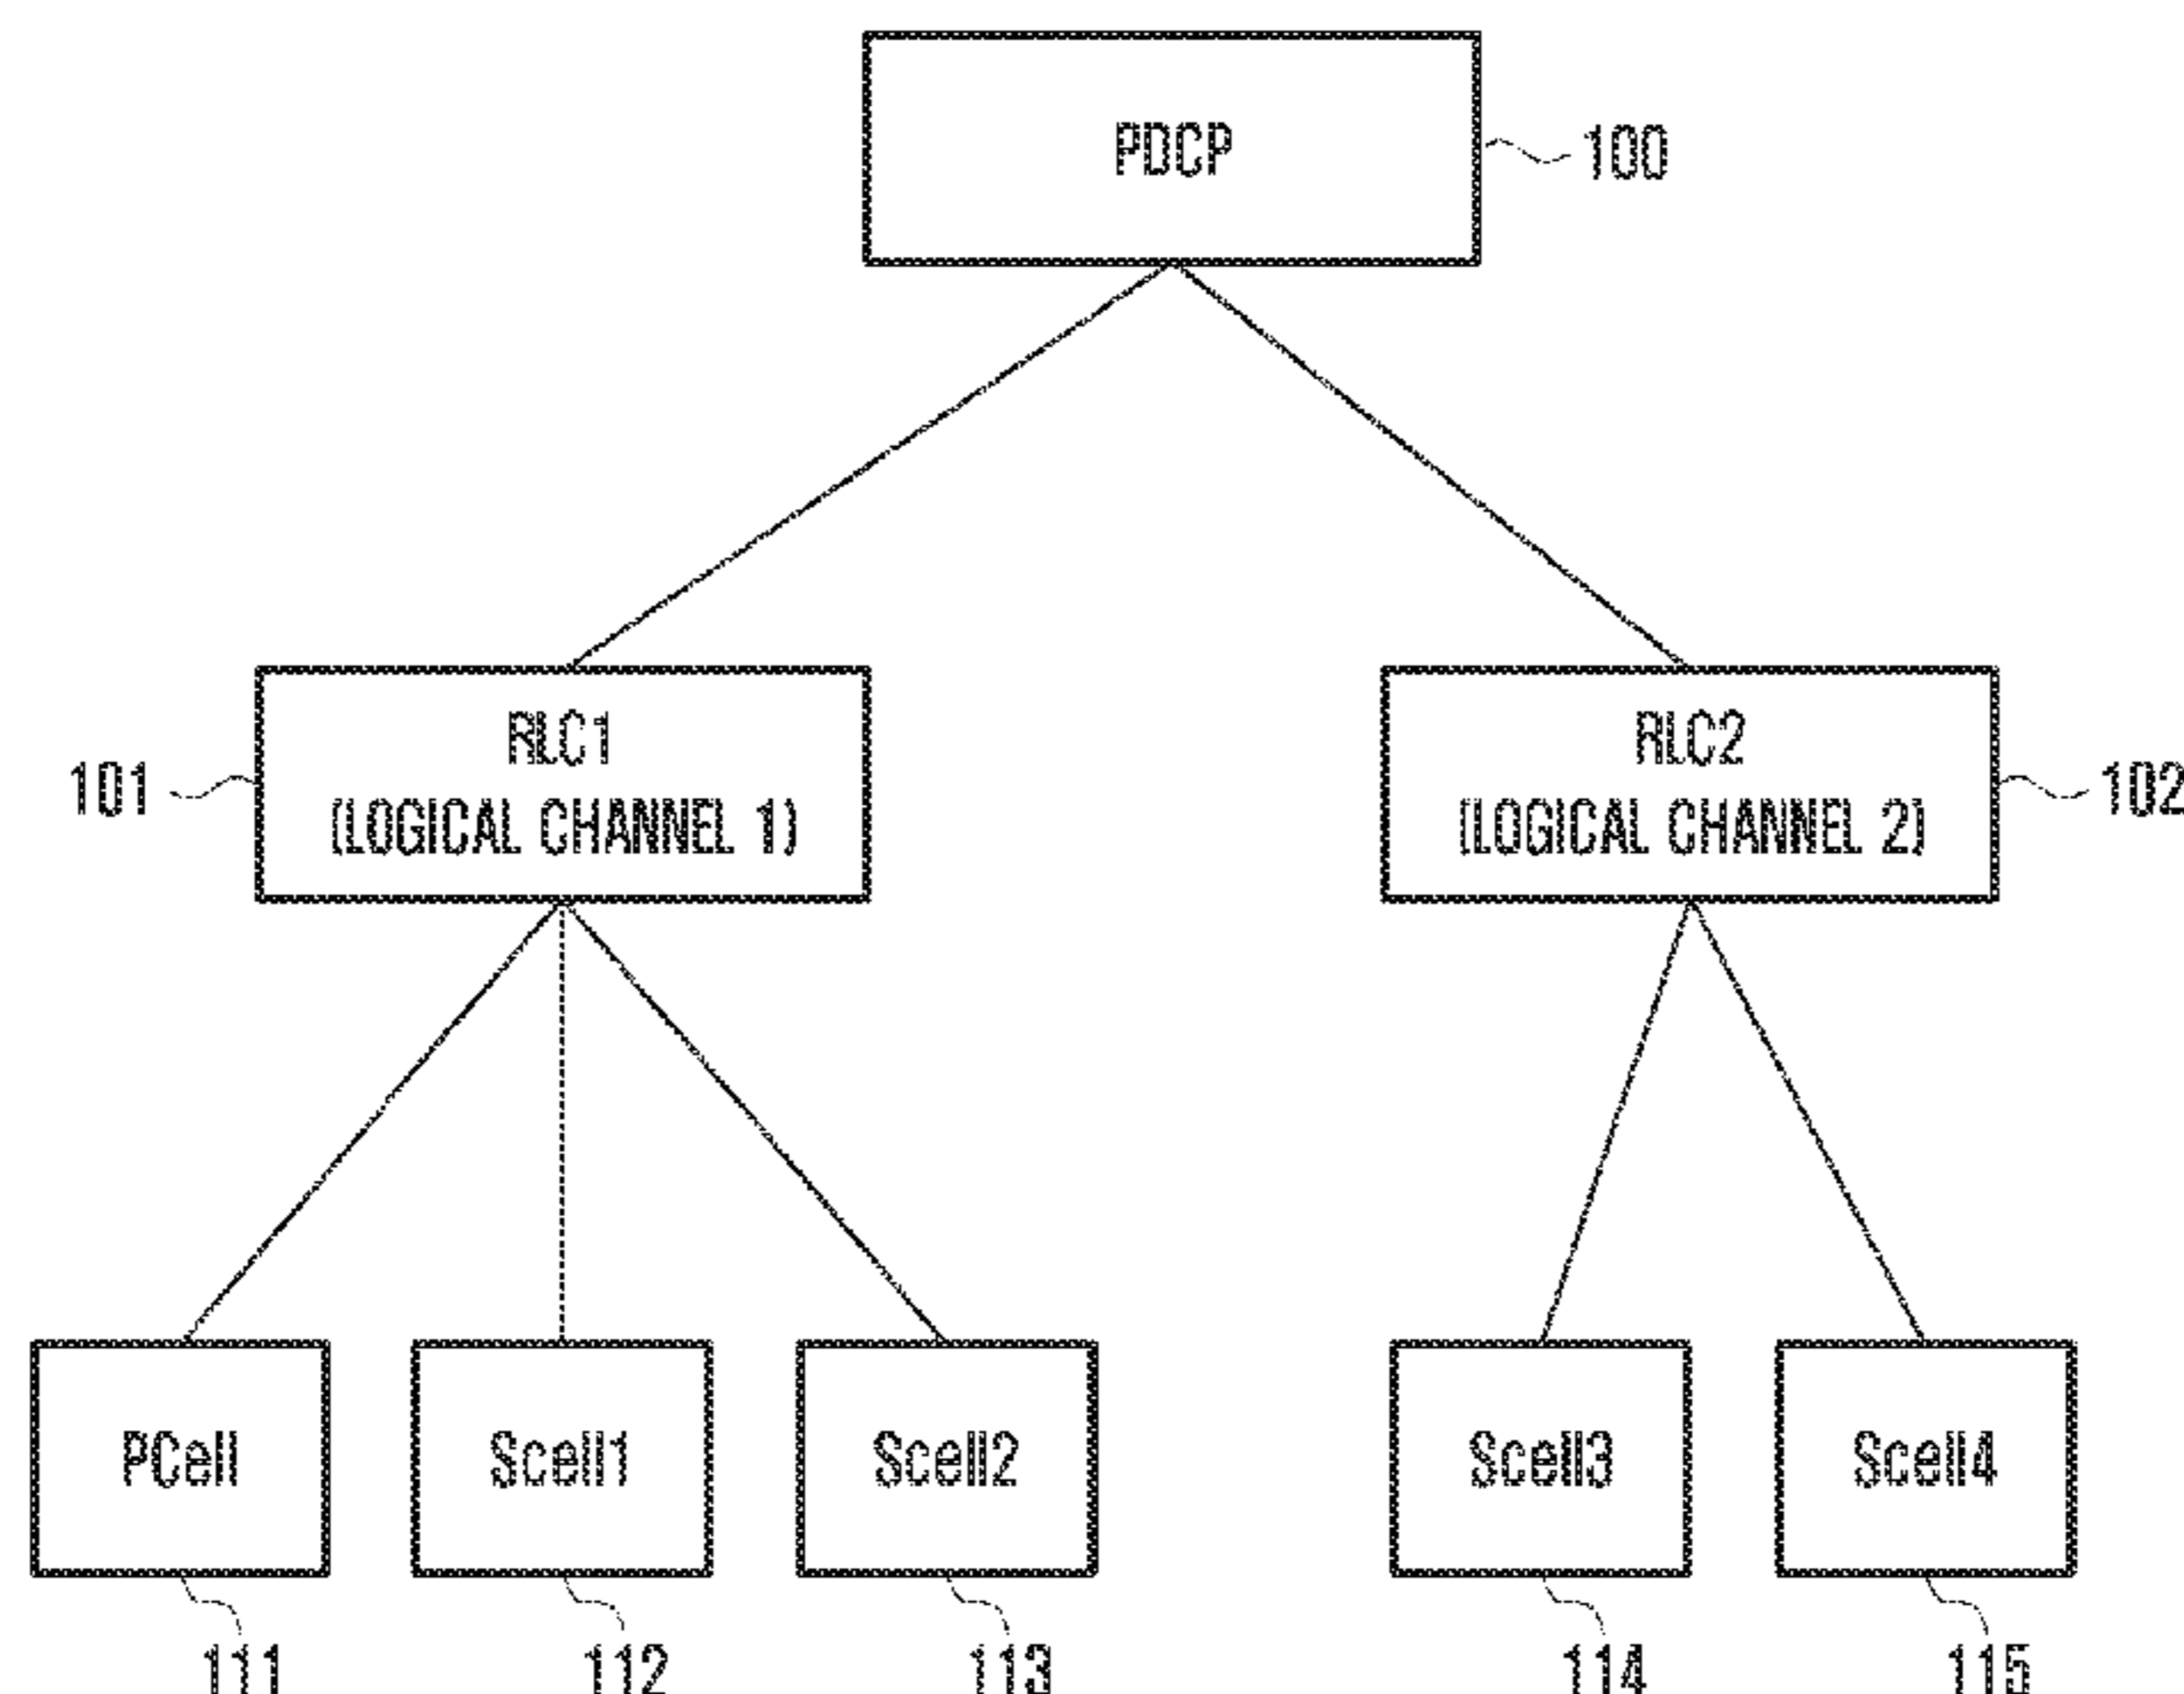 PDCP
100
RLC1
(LOGICAL CHANNEL 1)
101
RLC2
(LOGICAL CHANNEL 2)
102
PCell
Scell1
Scell2
Scell3
Scell4
111
112
113
114
115